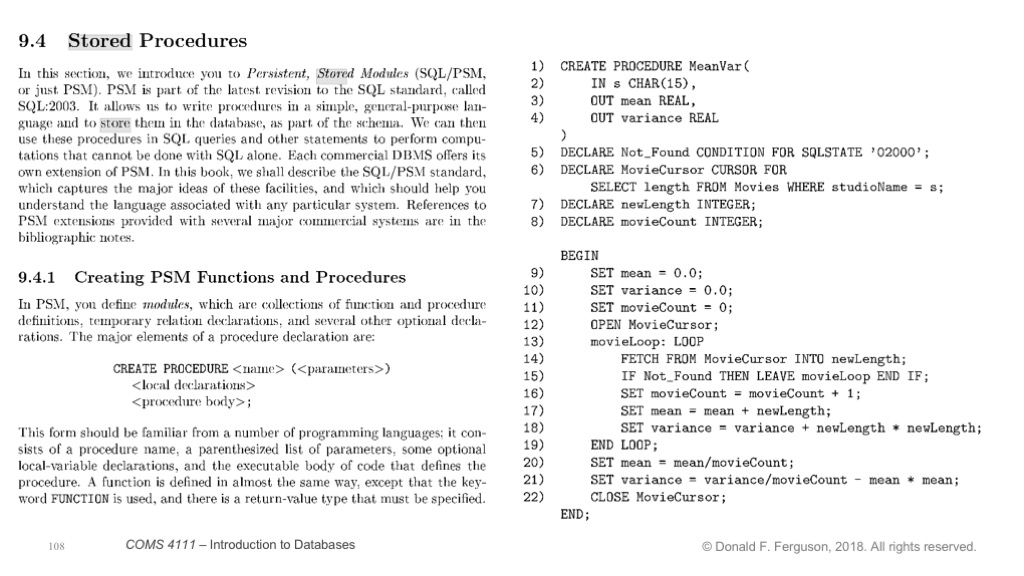 9.4 Stored Procedures
In this section, we introduce you to Persistent, Stored Modules (SQL/PSM,
or just PSM). PSM is part of the latest revision to the SQL standard, called
SQL:2003. It allows us to write procedures in a simple, general-purpose lan-
guage and to store them in the database, as part of the schema. We can then
use these procedures in SQL queries and other statements to perform compu-
tations that cannot be done with SQL alone. Each commercial DBMS offers its
own extension of PSM. In this book, we shall describe the SQL/PSM standard,
which captures the major ideas of these facilities, and which should help you
understand the language associated with any particular system. References to
PSM extensions provided with several major commercial systems are in the
bibliographic notes.
9.4.1 Creating PSM Functions and Procedures
In PSM, you define modules, which are collections of function and procedure
definitions, temporary relation declarations, and several other optional decla-
rations. The major elements of a procedure declaration are:
CREATE PROCEDURE <name> (<parameters>)
<local declarations>
<procedure body>;
This form should be familiar from a number of programming languages; it con-
sists of a procedure name, a parenthesized list of parameters, some optional
local-variable declarations, and the executable body of code that defines the
procedure. A function is defined in almost the same way, except that the key-
word FUNCTION is used, and there is a return-value type that must be specified.
1) CREATE PROCEDURE MeanVar(
2) IN s CHAR(15),
3) OUT mean REAL,
4) OUT variance REAL
)
5) DECLARE Not_Found CONDITION FOR SQLSTATE '02000';
6) DECLARE MovieCursor CURSOR FOR
SELECT length FROM Movies WHERE studioName = s;
7) DECLARE newLength INTEGER;
8) DECLARE movieCount INTEGER;
BEGIN
9) SET mean = 0.0;
10) SET variance = 0.0;
11) SET movieCount = 0;
12) OPEN MovieCursor;
13) movieLoop: LOOP
14) FETCH FROM MovieCursor INTO newLength;
15) IF Not_Found THEN LEAVE movieLoop END IF;
16) SET movieCount = movieCount + 1;
17) SET mean = mean + newLength;
18) SET variance = variance + newLength * newLength;
19) END LOOP;
20) SET mean = mean/movieCount;
21) SET variance = variance/movieCount - mean * mean;
22) CLOSE MovieCursor;
END;
108
COMS 4111 – Introduction to Databases
© Donald F. Ferguson, 2018. All rights reserved.